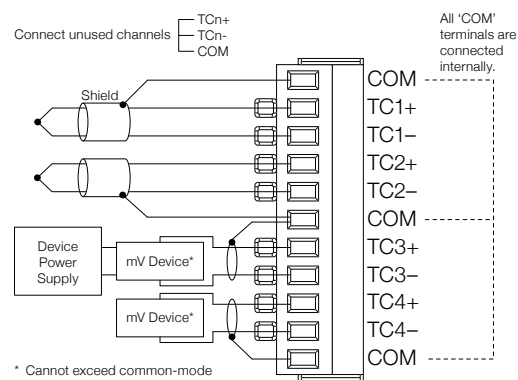 Connect unused channels
TCn+
TCn-
COM
All ‘COM’
terminals are
connected
internally.
Shield
COM
TC1+
TC1–
TC2+
TC2–
COM
TC3+
TC3–
TC4+
TC4–
COM
Device
Power
Supply
mV Device*
mV Device*
* Cannot exceed common-mode